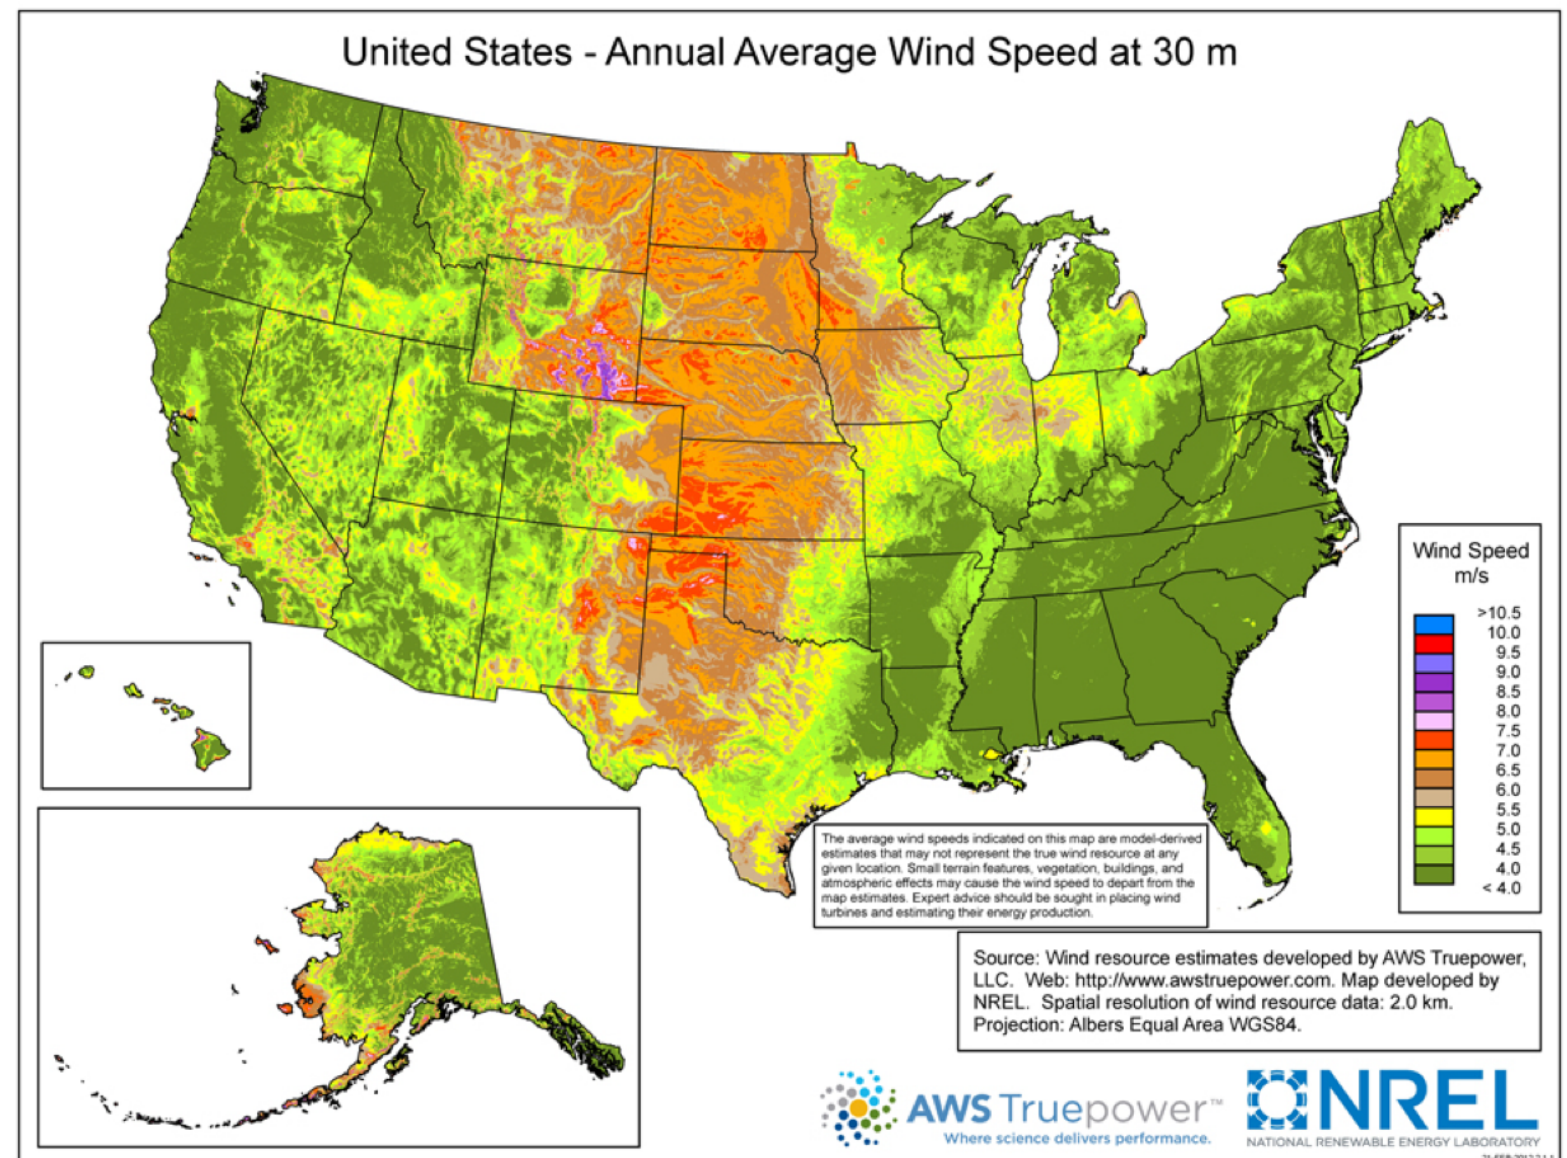 United States - Annual Average Wind Speed at 30 m
Wind Speed
m/s
>10.5
10.0
9.5
9.0
8.5
8.0
7.5
7.0
6.5
6.0
5.5
5.0
4.5
4.0
< 4.0
The average wind speeds indicated on this map are model-derived
estimates that may not represent the true wind resource at any
given location. Small terrain features, vegetation, buildings, and
atmospheric effects may cause the wind speed to depart from the
map estimates. Expert advice should be sought in placing wind
turbines and estimating their energy production.
Source: Wind resource estimates developed by AWS Truepower,
LLC. Web: http://www.awstruepower.com. Map developed by
NREL. Spatial resolution of wind resource data: 2.0 km.
Projection: Albers Equal Area WGS84.
AWS Truepower™
Where science delivers performance.
NREL
NATIONAL RENEWABLE ENERGY LABORATORY